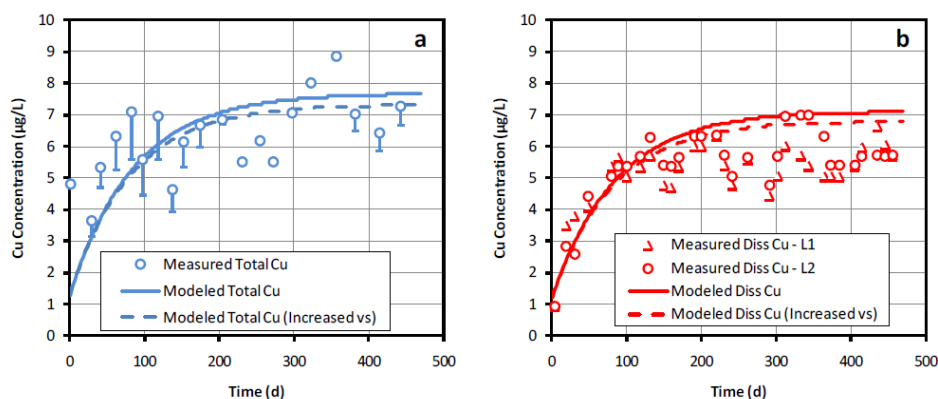 a
Cu Concentration (µg/L)
10
9
8
7
6
5
4
3
2
1
0
Measured Total Cu
Modeled Total Cu
Modeled Total Cu (Increased vs)
0 100 200 300 400 500
Time (d)
b
Cu Concentration (µg/L)
10
9
8
7
6
5
4
3
2
1
0
Measured Diss Cu - L1
Measured Diss Cu - L2
Modeled Diss Cu
Modeled Diss Cu (Increased vs)
0 100 200 300 400 500
Time (d)